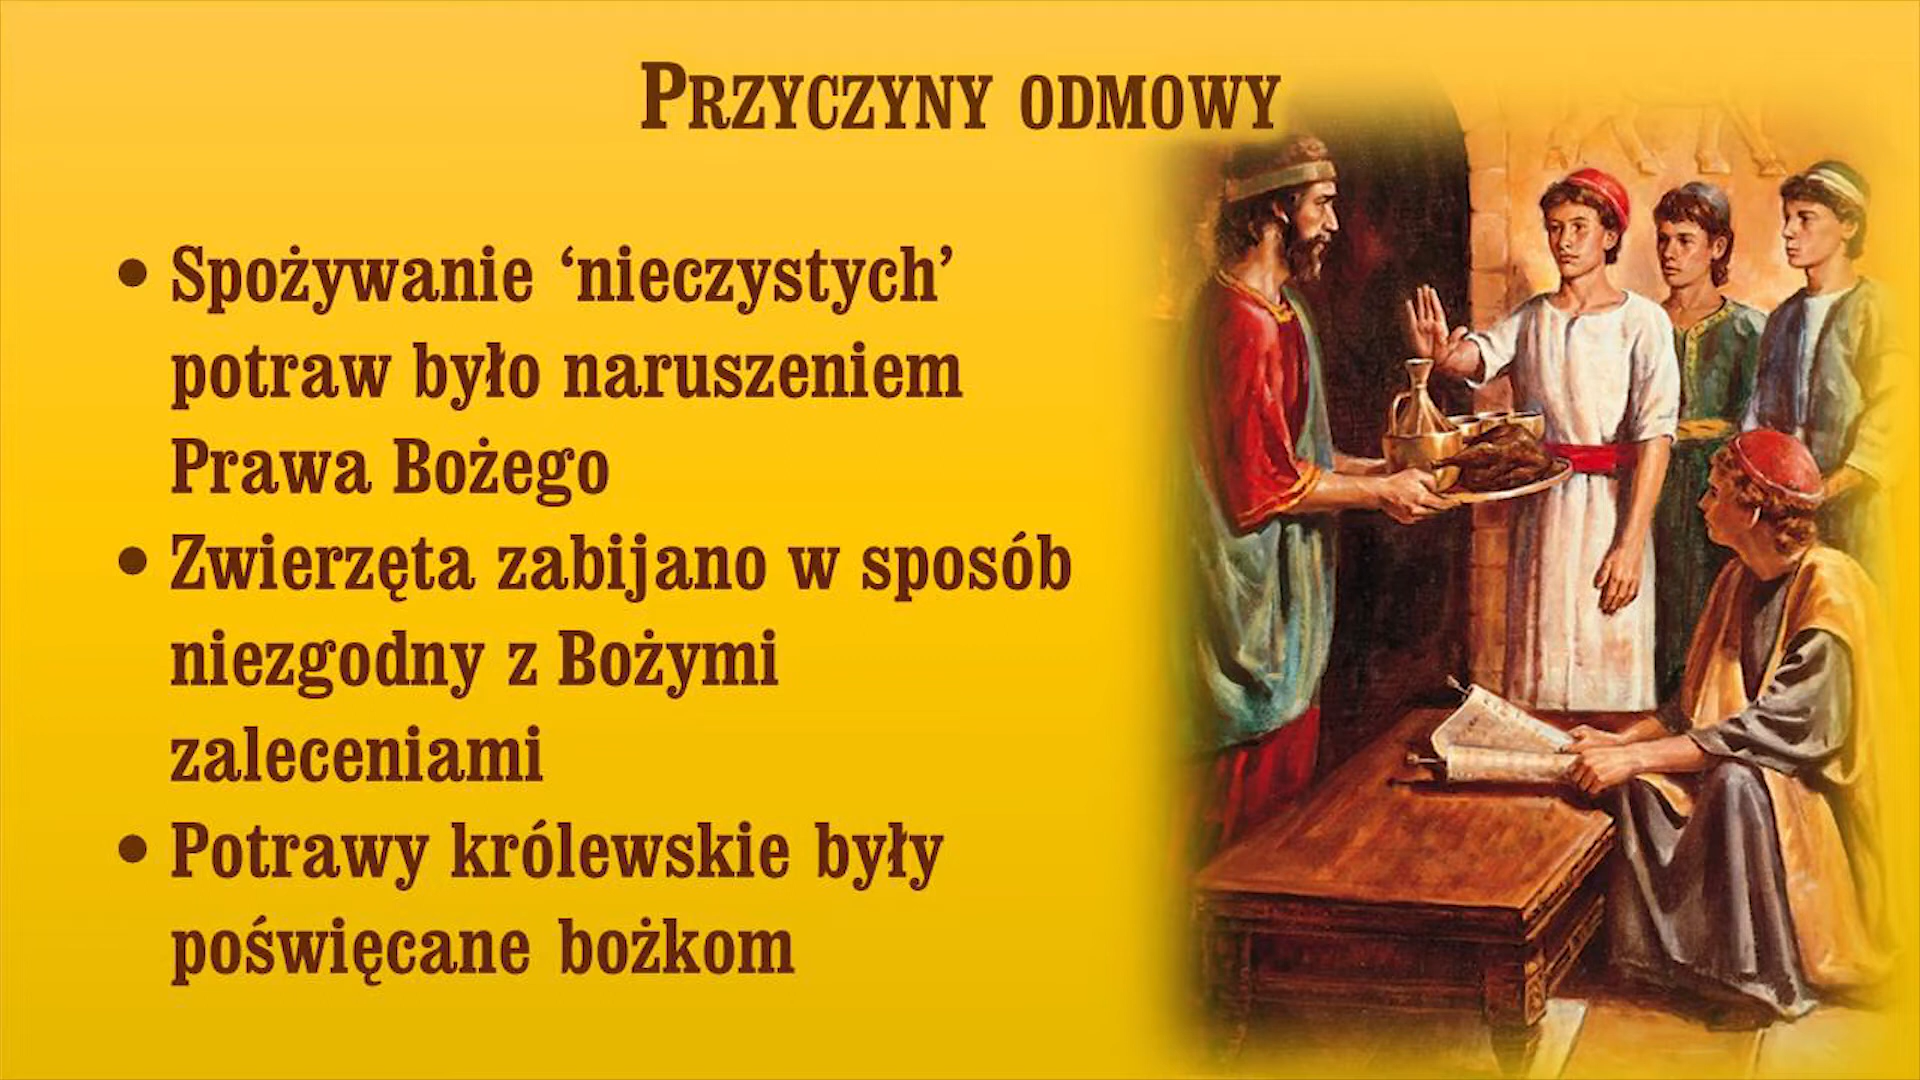 PRZYCZYNY ODMOWY
• Spożywanie ‘nieczystych’
potraw było naruszeniem
Prawa Bożego
• Zwierzęta zabijano w sposób
niezgodny z Bożymi
zaleceniami
• Potrawy królewskie były
poświęcane bożkom